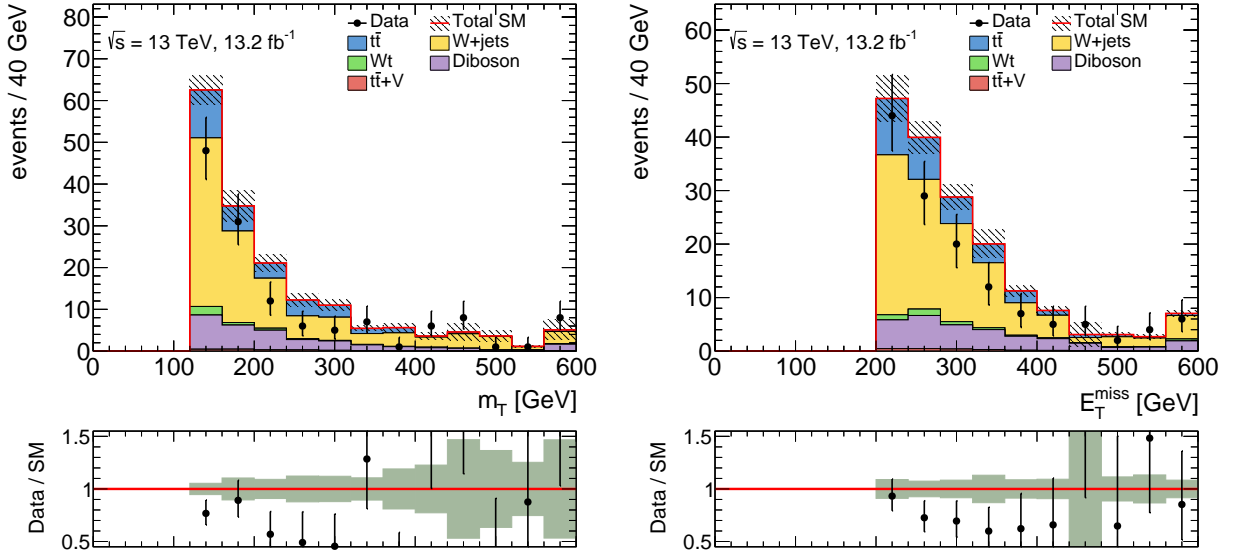 events / 40 GeV
80
70
60
50
40
30
20
10
0
√s = 13 TeV, 13.2 fb⁻¹
Data
Total SM
tt̄
W+jets
Wt
Diboson
tt̄+V
0 100 200 300 400 500 600
m_T [GeV]
Data / SM
1.5
1
0.5
events / 40 GeV
60
50
40
30
20
10
0
√s = 13 TeV, 13.2 fb⁻¹
Data
Total SM
tt̄
W+jets
Wt
Diboson
tt̄+V
0 100 200 300 400 500 600
E_T^miss [GeV]
Data / SM
1.5
1
0.5